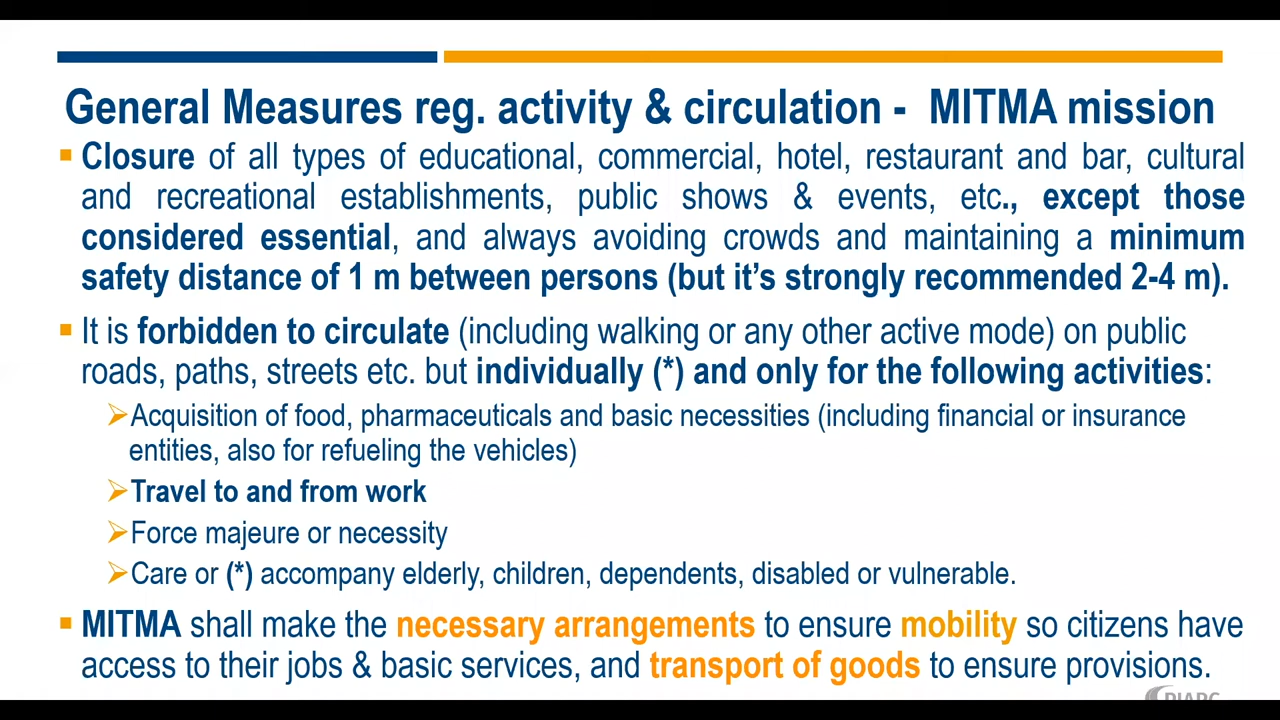 General Measures reg. activity & circulation - MITMA mission
Closure of all types of educational, commercial, hotel, restaurant and bar, cultural
and recreational establishments, public shows & events, etc., except those
considered essential, and always avoiding crowds and maintaining a minimum
safety distance of 1 m between persons (but it’s strongly recommended 2-4 m).
It is forbidden to circulate (including walking or any other active mode) on public
roads, paths, streets etc. but individually (*) and only for the following activities:
Acquisition of food, pharmaceuticals and basic necessities (including financial or insurance
entities, also for refueling the vehicles)
Travel to and from work
Force majeure or necessity
Care or (*) accompany elderly, children, dependents, disabled or vulnerable.
MITMA shall make the necessary arrangements to ensure mobility so citizens have
access to their jobs & basic services, and transport of goods to ensure provisions.